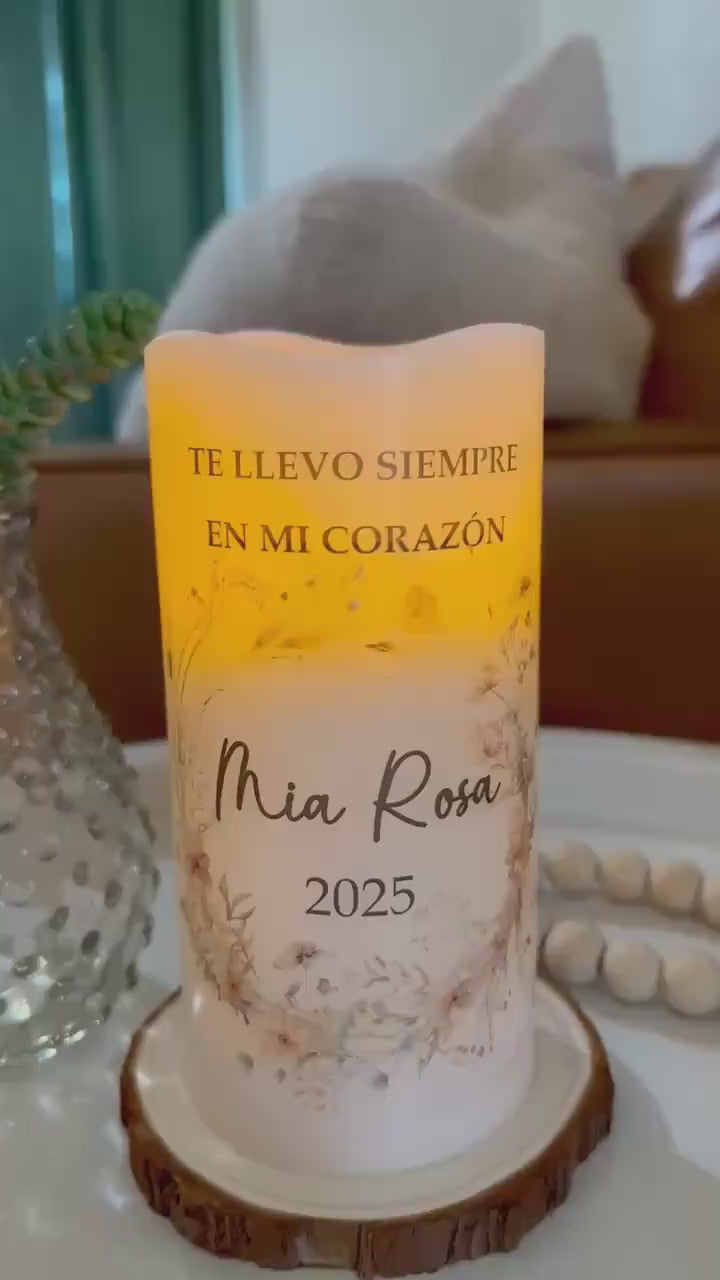 TE LLEVO SIEMPRE
EN MI CORAZÓN
Mia Rosa
2025